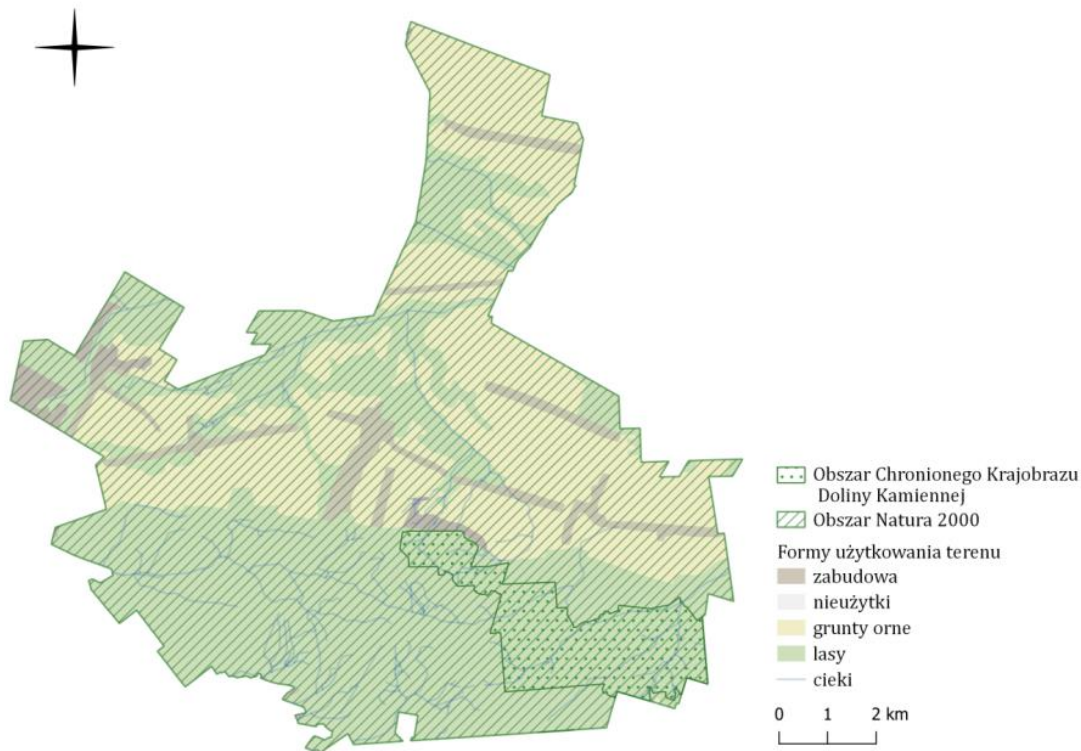 Obszar Chronionego Krajobrazu
Doliny Kamiennej
Obszar Natura 2000
Formy użytkowania terenu
zabudowa
nieużytki
grunty orne
lasy
cieki
0 1 2 km